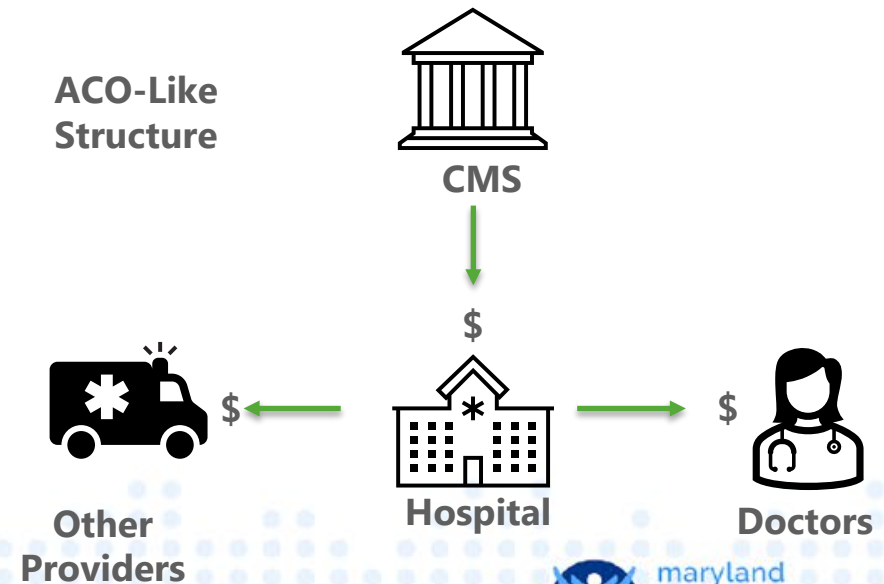 ACO-Like
Structure
CMS
$
$
$
Hospital
Doctors
Other
Providers
maryland